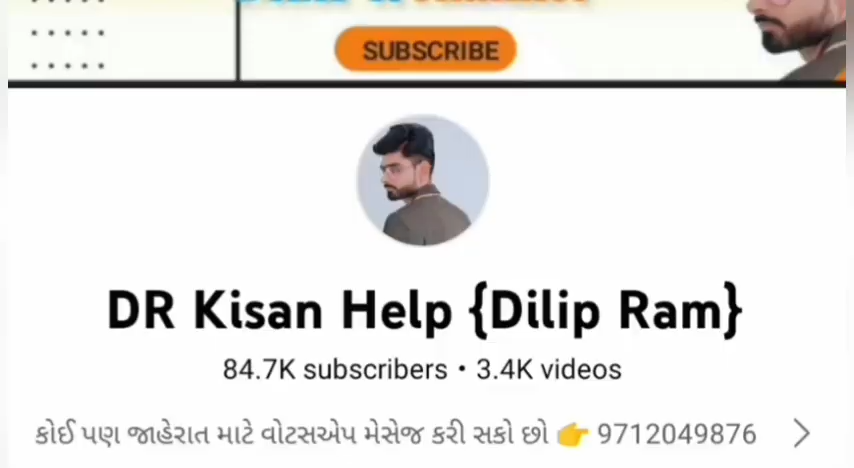 SUBSCRIBE
DR Kisan Help {Dilip Ram}
84.7K subscribers • 3.4K videos
કોઈ પણ જાહેરાત માટે વોટસએપ મેસેજ કરી સકો છો 👉 9712049876